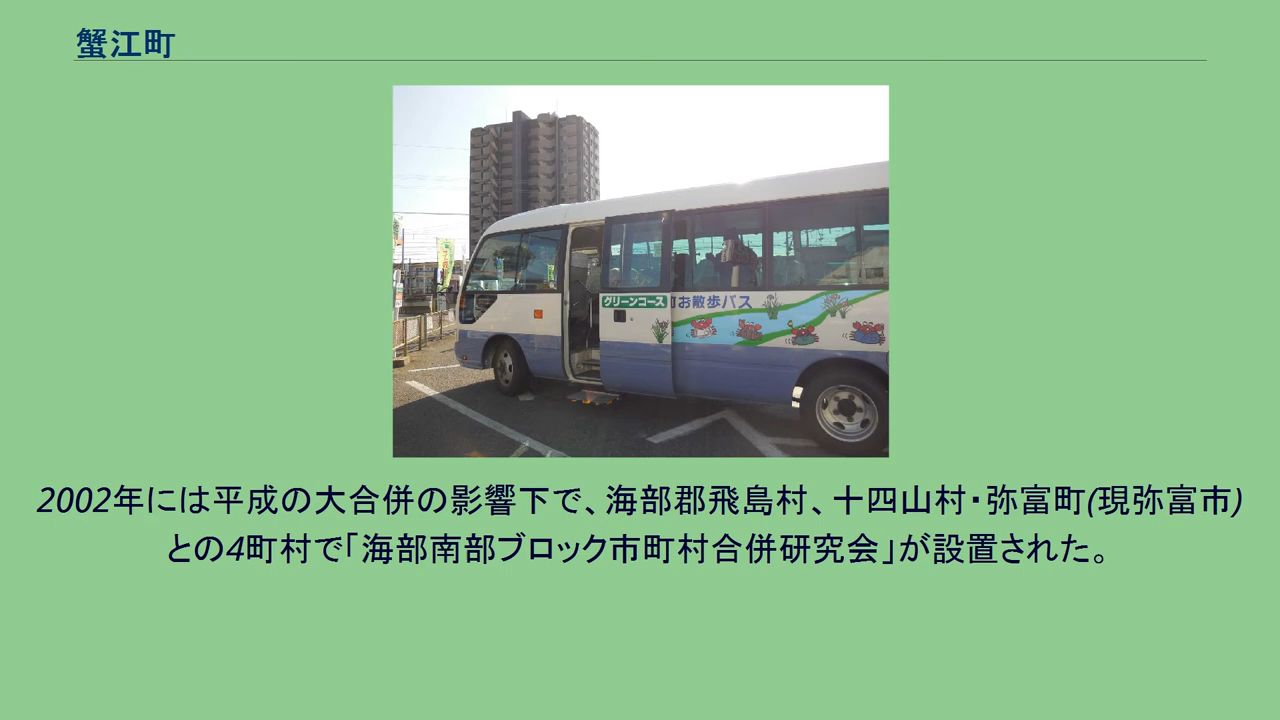 蟹江町
グリーンコース
町お散歩バス
2002年には平成の大合併の影響下で、海部郡飛島村、十四山村・弥富町(現弥富市)
との4町村で「海部南部ブロック市町村合併研究会」が設置された。